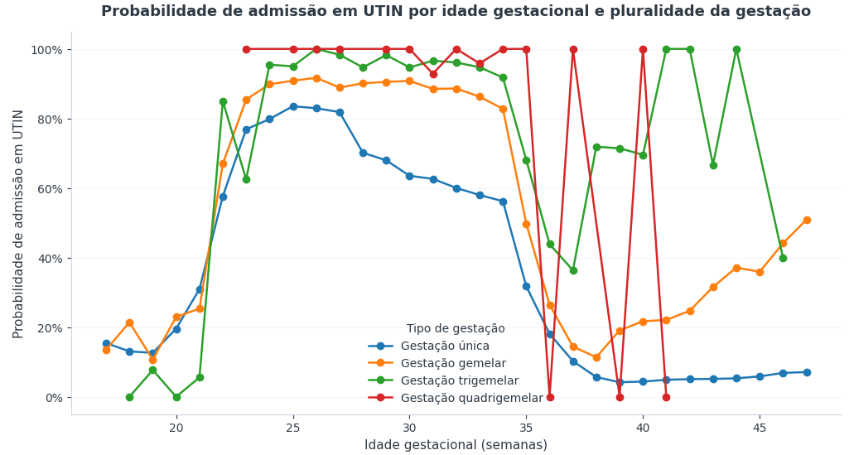 Probabilidade de admissão em UTIN por idade gestacional e pluralidade da gestação
100%
80%
60%
40%
20%
0%
Probabilidade de admissão em UTIN
Tipo de gestação
Gestação única
Gestação gemelar
Gestação trigemelar
Gestação quadrigemelar
20 25 30 35 40 45
Idade gestacional (semanas)